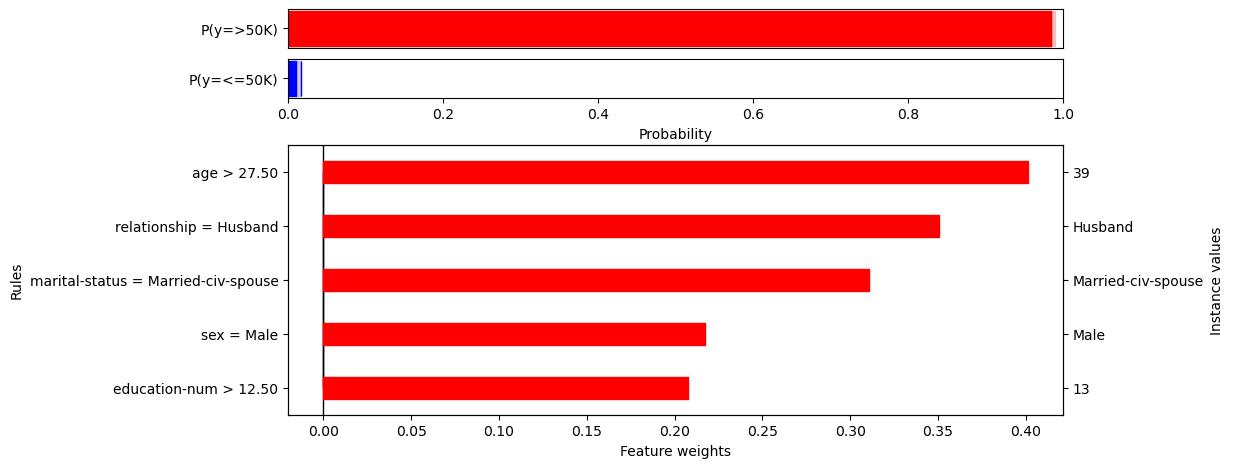 P(y=>50K)
P(y=<=50K)
0.0 0.2 0.4 0.6 0.8 1.0
Probability
age > 27.50 39
relationship = Husband Husband
marital-status = Married-civ-spouse Married-civ-spouse
sex = Male Male
education-num > 12.50 13
Rules
Instance values
0.00 0.05 0.10 0.15 0.20 0.25 0.30 0.35 0.40
Feature weights